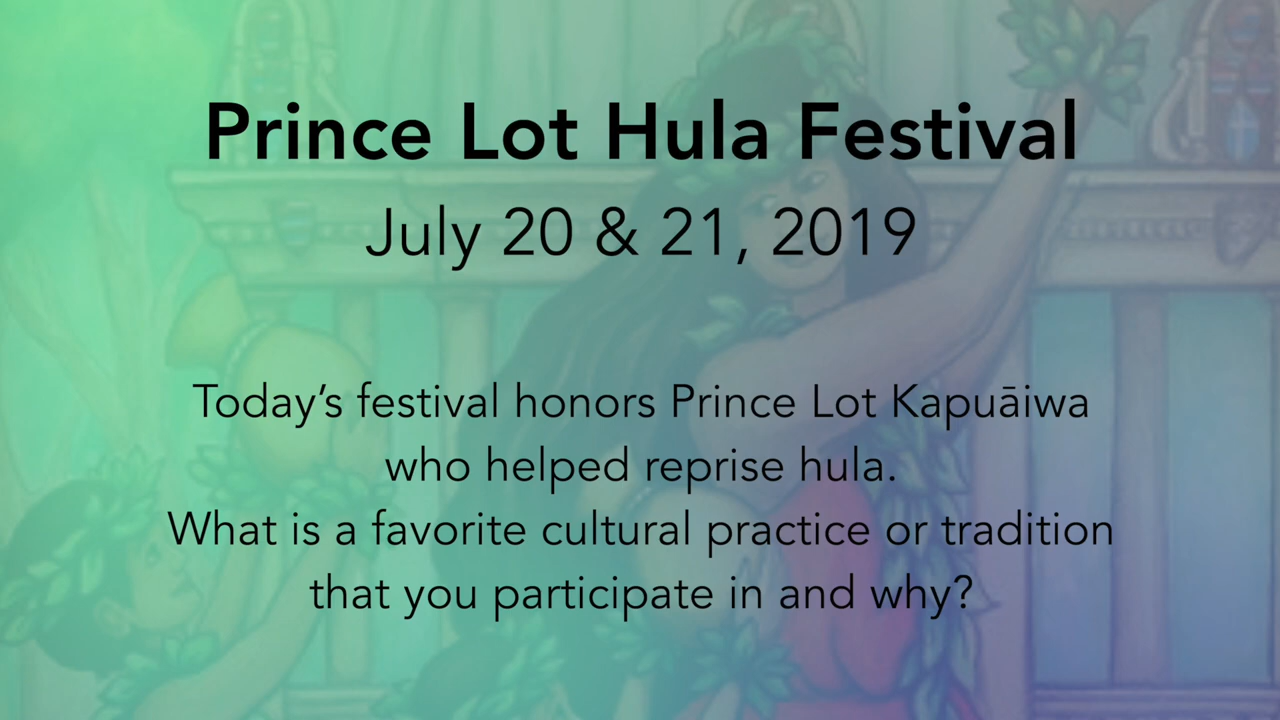 Prince Lot Hula Festival
July 20 & 21, 2019
Today’s festival honors Prince Lot Kapuāiwa
who helped reprise hula.
What is a favorite cultural practice or tradition
that you participate in and why?